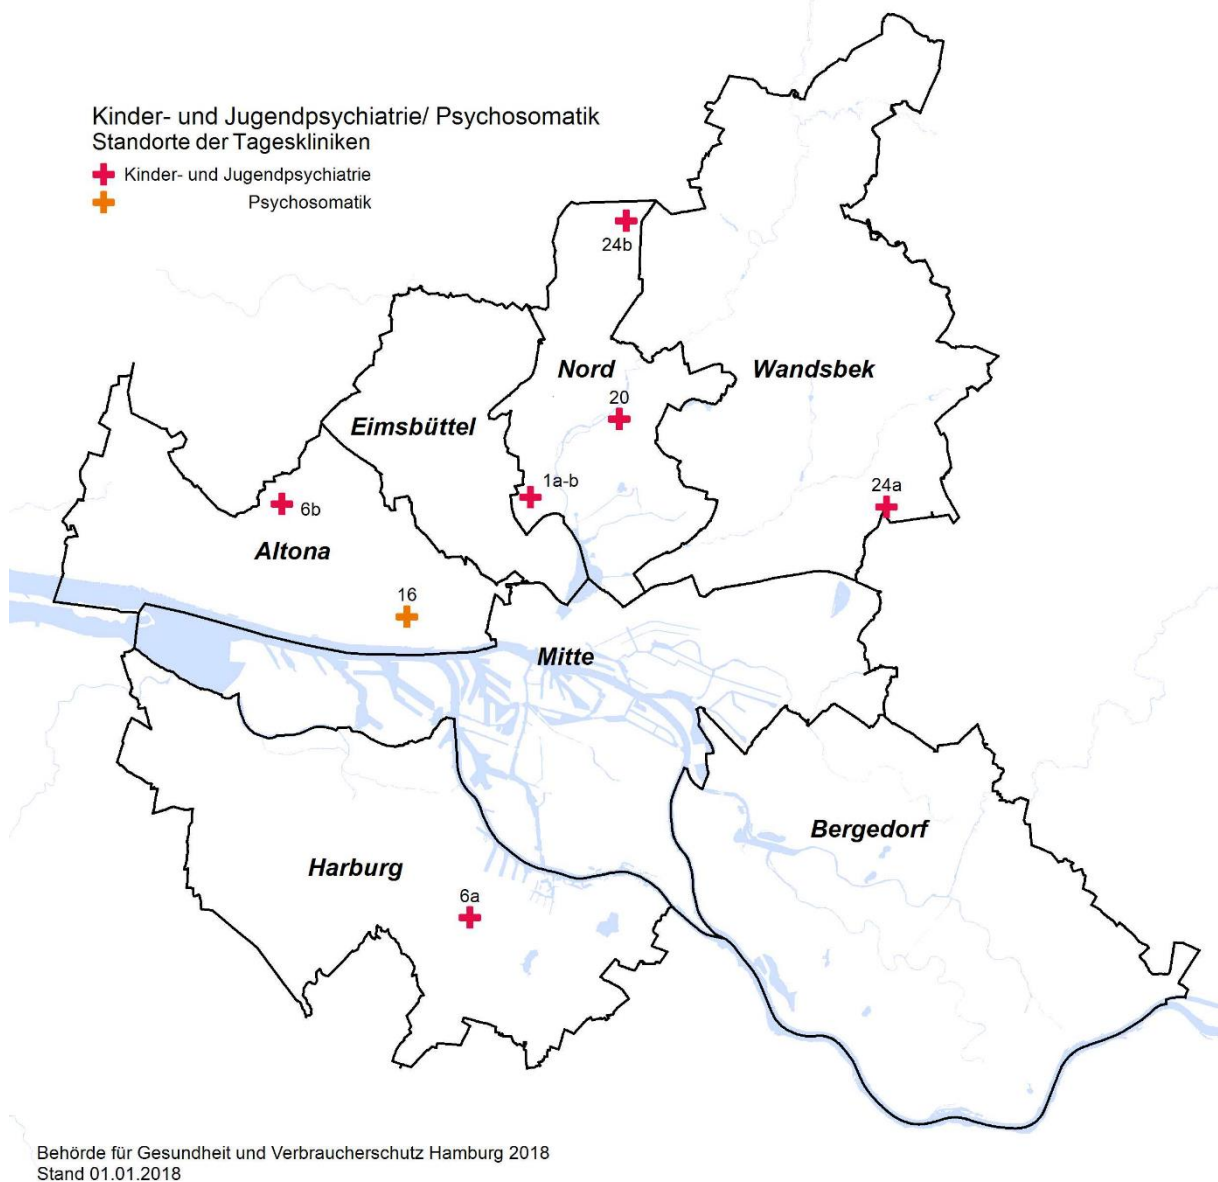 Kinder- und Jugendpsychiatrie/ Psychosomatik
Standorte der Tageskliniken
Kinder- und Jugendpsychiatrie
Psychosomatik
24b
Nord
Wandsbek
20
Eimsbüttel
1a-b
24a
6b
Altona
16
Mitte
Bergedorf
Harburg
6a
Behörde für Gesundheit und Verbraucherschutz Hamburg 2018
Stand 01.01.2018